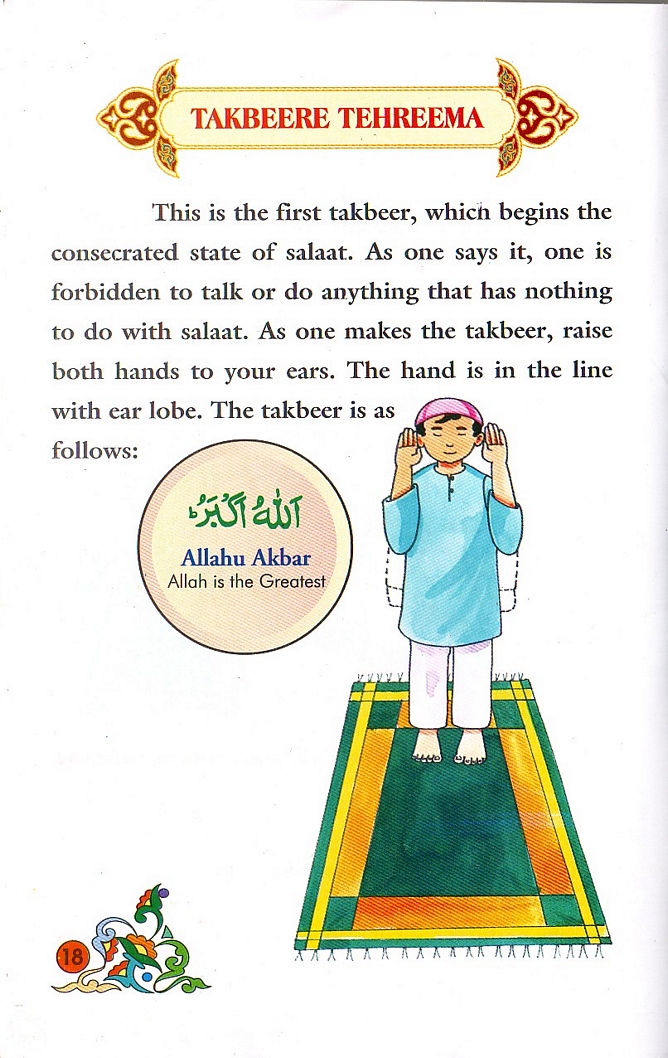 TAKBEERE TEHREEMA
This is the first takbeer, which begins the
consecrated state of salaat. As one says it, one is
forbidden to talk or do anything that has nothing
to do with salaat. As one makes the takbeer, raise
both hands to your ears. The hand is in the line
with ear lobe. The takbeer is as
follows:
اَللّٰهُ اَكْبَرُؕ
Allahu Akbar
Allah is the Greatest
18